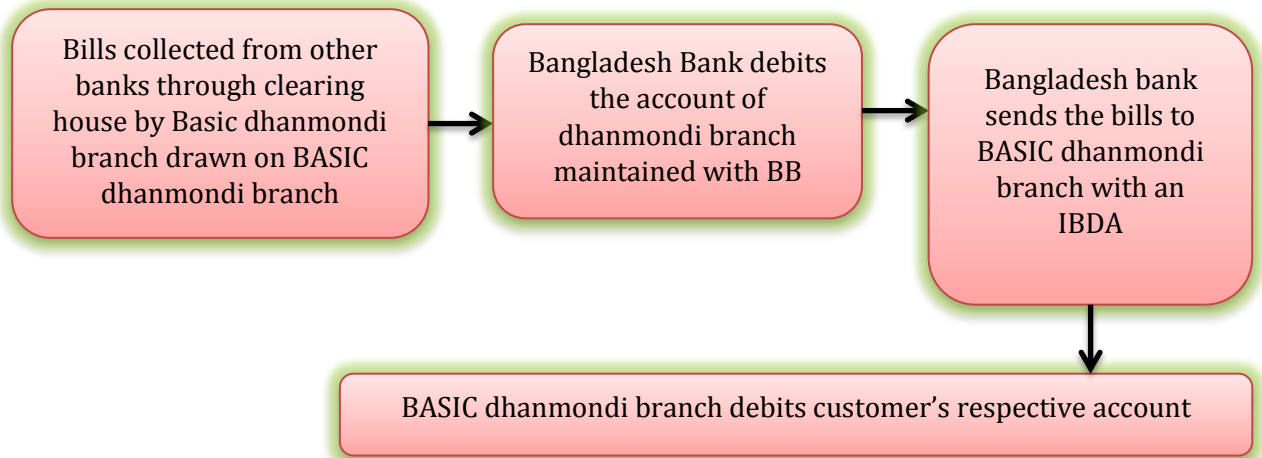 Bills collected from other
banks through clearing
house by Basic dhanmondi
branch drawn on BASIC
dhanmondi branch
Bangladesh Bank debits
the account of
dhanmondi branch
maintained with BB
Bangladesh bank
sends the bills to
BASIC dhanmondi
branch with an
IBDA
BASIC dhanmondi branch debits customer’s respective account